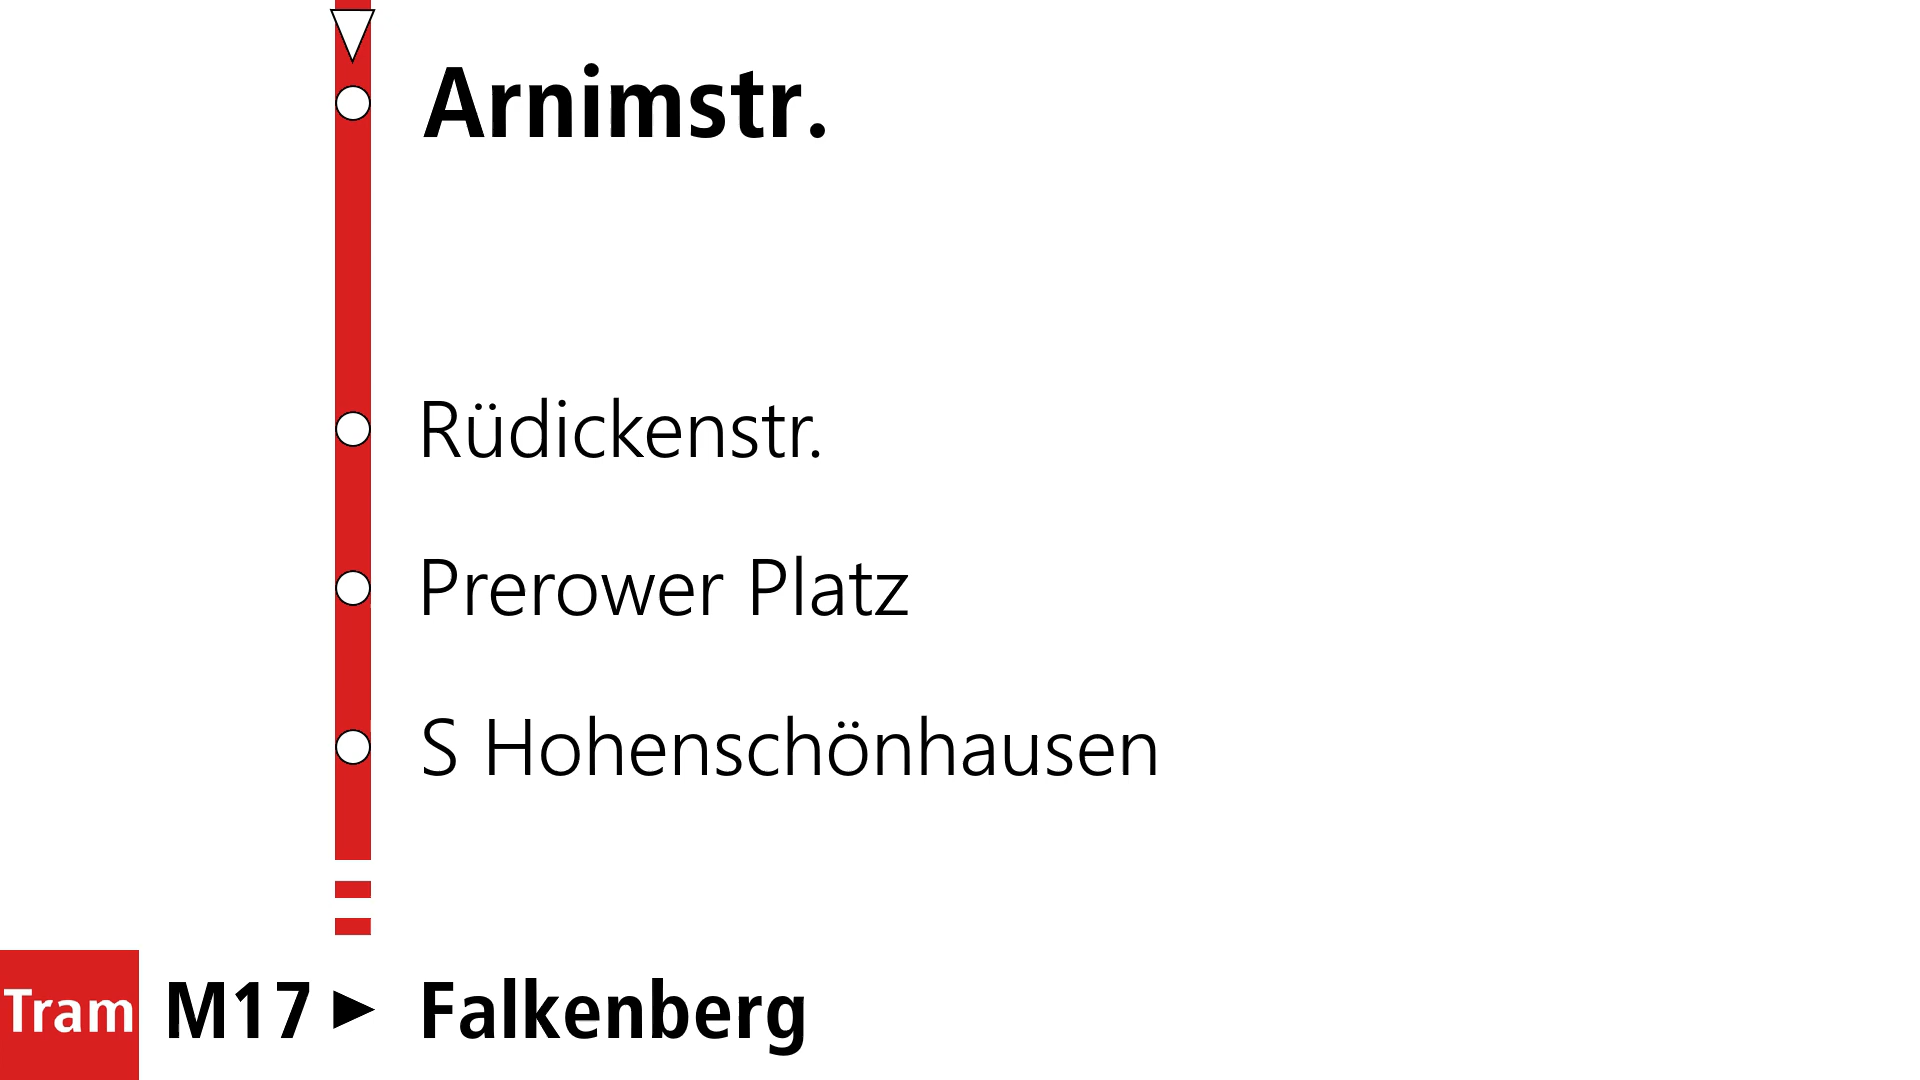 Arnimstr.
Rüdickenstr.
Prerower Platz
S Hohenschönhausen
Tram M17 ▶ Falkenberg